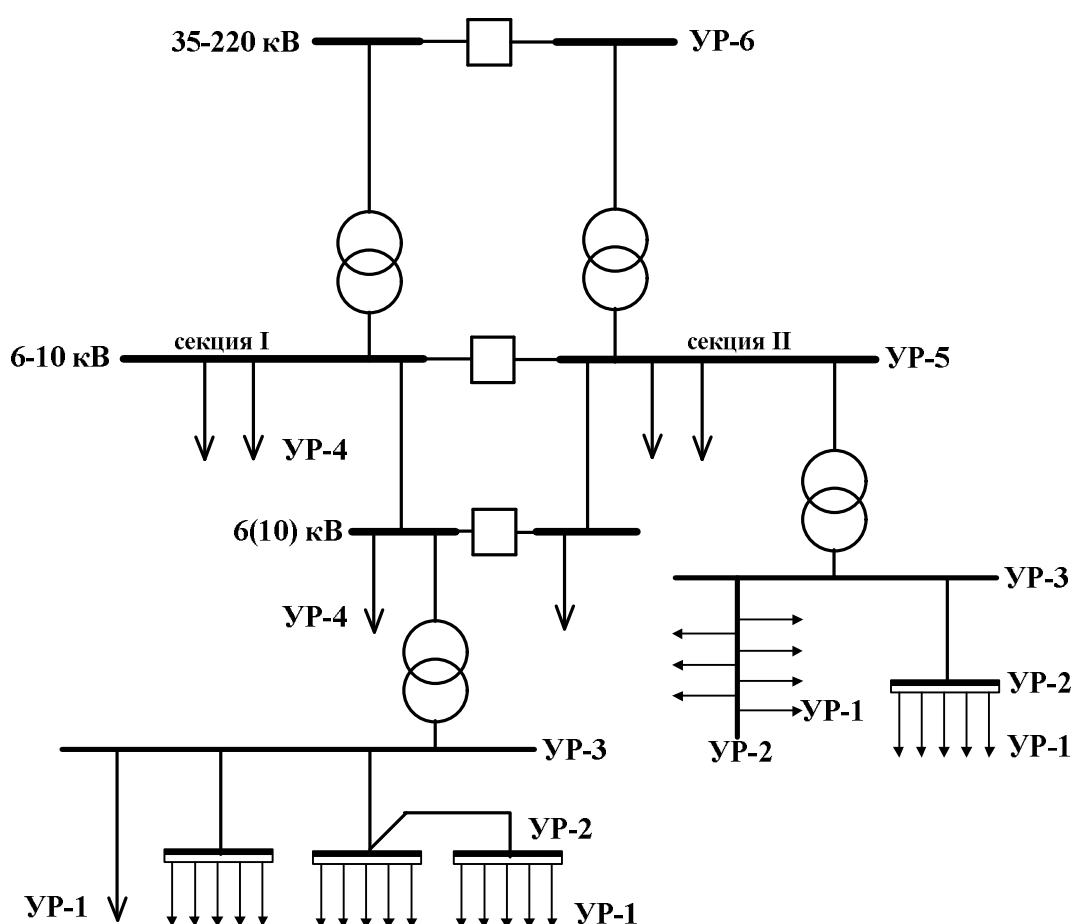 35-220 кВ
УР-6
секция I
секция II
6-10 кВ
УР-5
УР-4
6(10) кВ
УР-3
УР-4
УР-2
УР-1
УР-2
УР-1
УР-3
УР-2
УР-1
УР-1